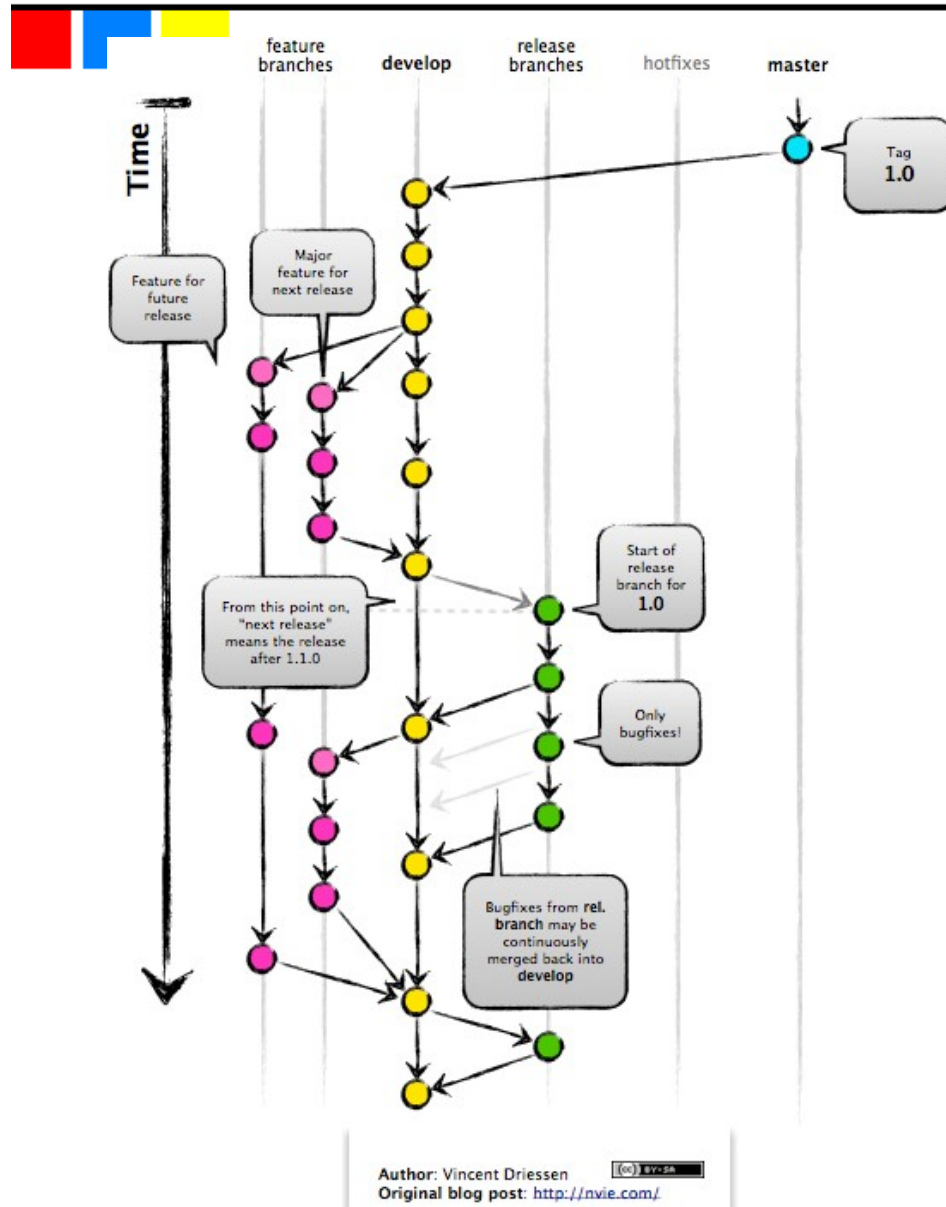 feature
branches
develop
release
branches
hotfixes
master
Time
Tag
1.0
Major
feature for
next release
Feature for
future
release
Start of
release
branch for
1.0
From this point on,
"next release"
means the release
after 1.1.0
Only
bugfixes!
Bugfixes from rel.
branch may be
continuously
merged back into
develop
Author: Vincent Driessen
(cc) BY-SA
Original blog post: http://nvie.com/